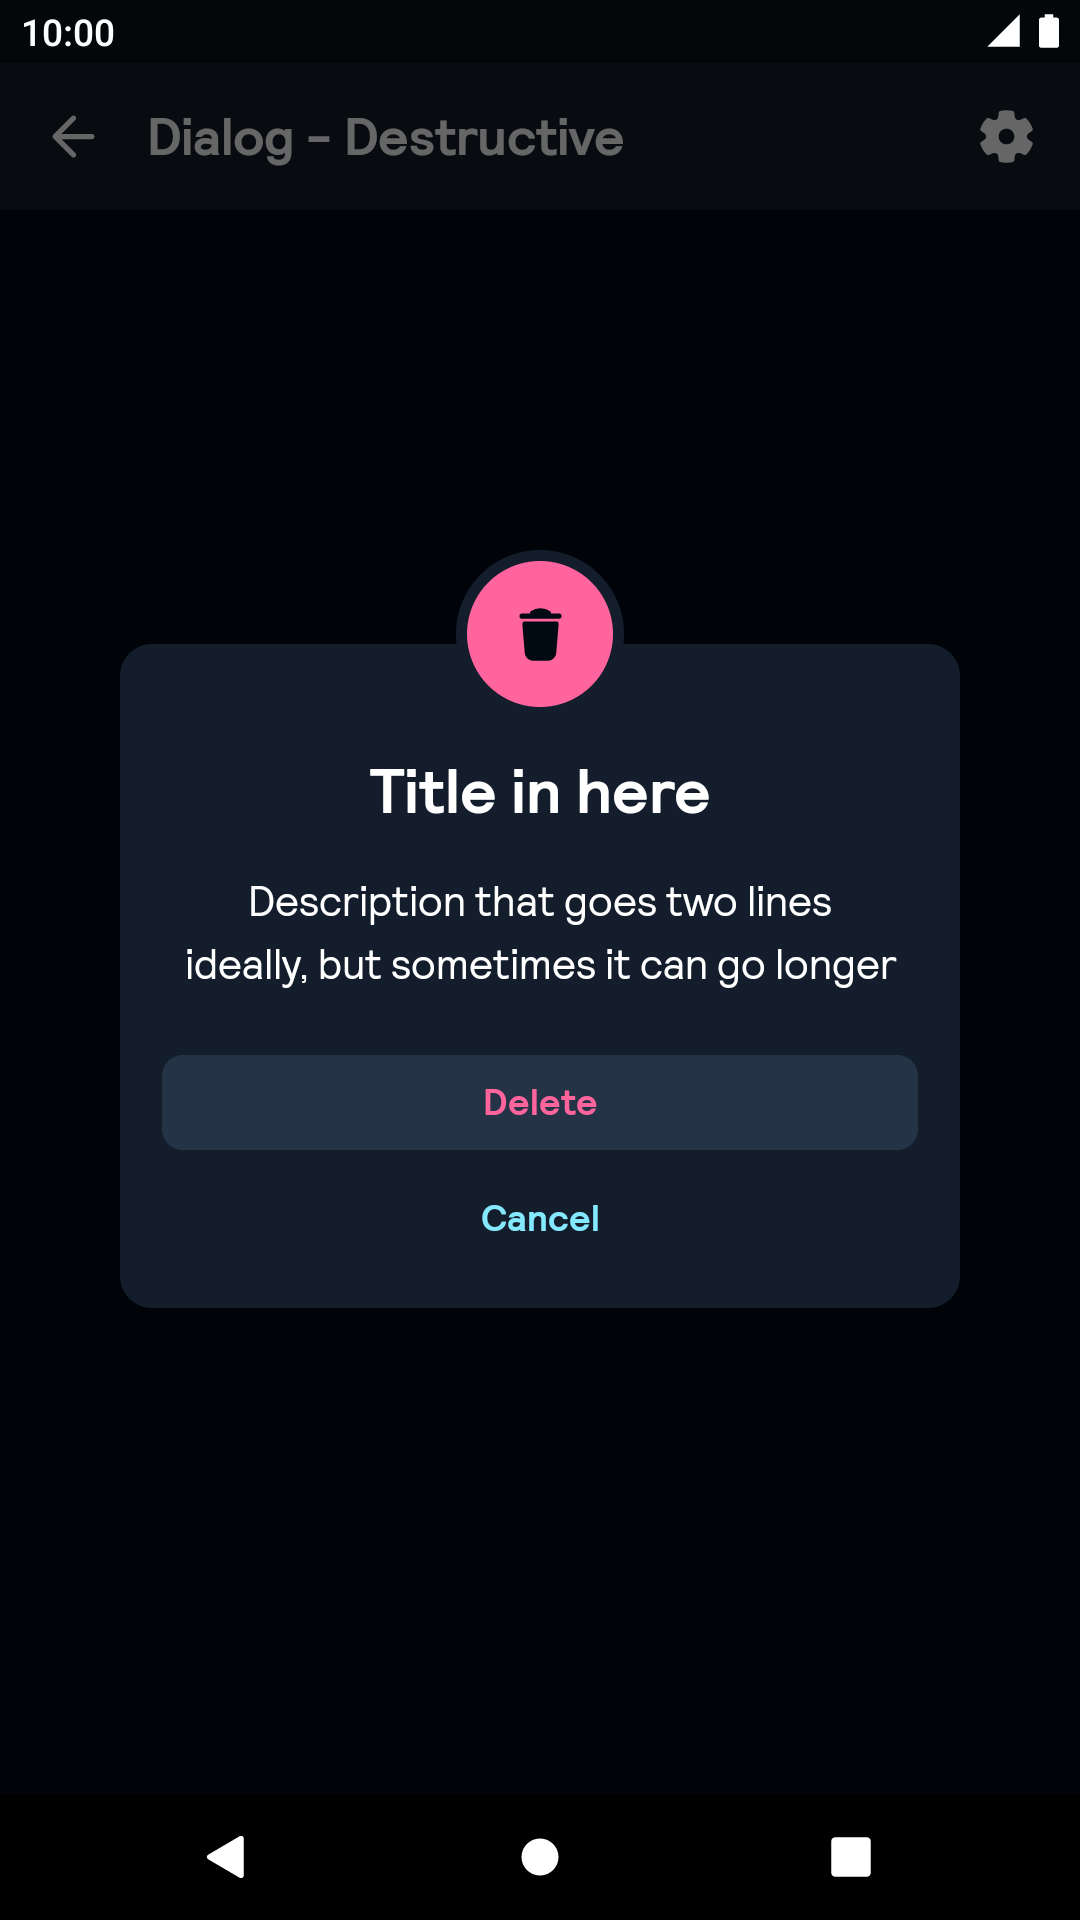 10:00
Dialog - Destructive
Title in here
Description that goes two lines
ideally, but sometimes it can go longer
Delete
Cancel